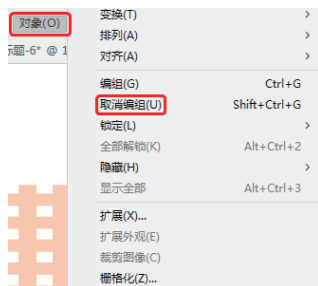 对象(O)
变换(T)
排列(A)
标题-6* @ 1
对齐(A)
编组(G) Ctrl+G
取消编组(U) Shift+Ctrl+G
锁定(L)
全部解锁(K) Alt+Ctrl+2
隐藏(H)
显示全部 Alt+Ctrl+3
扩展(X)...
扩展外观(E)
裁剪图像(C)
栅格化(Z)...